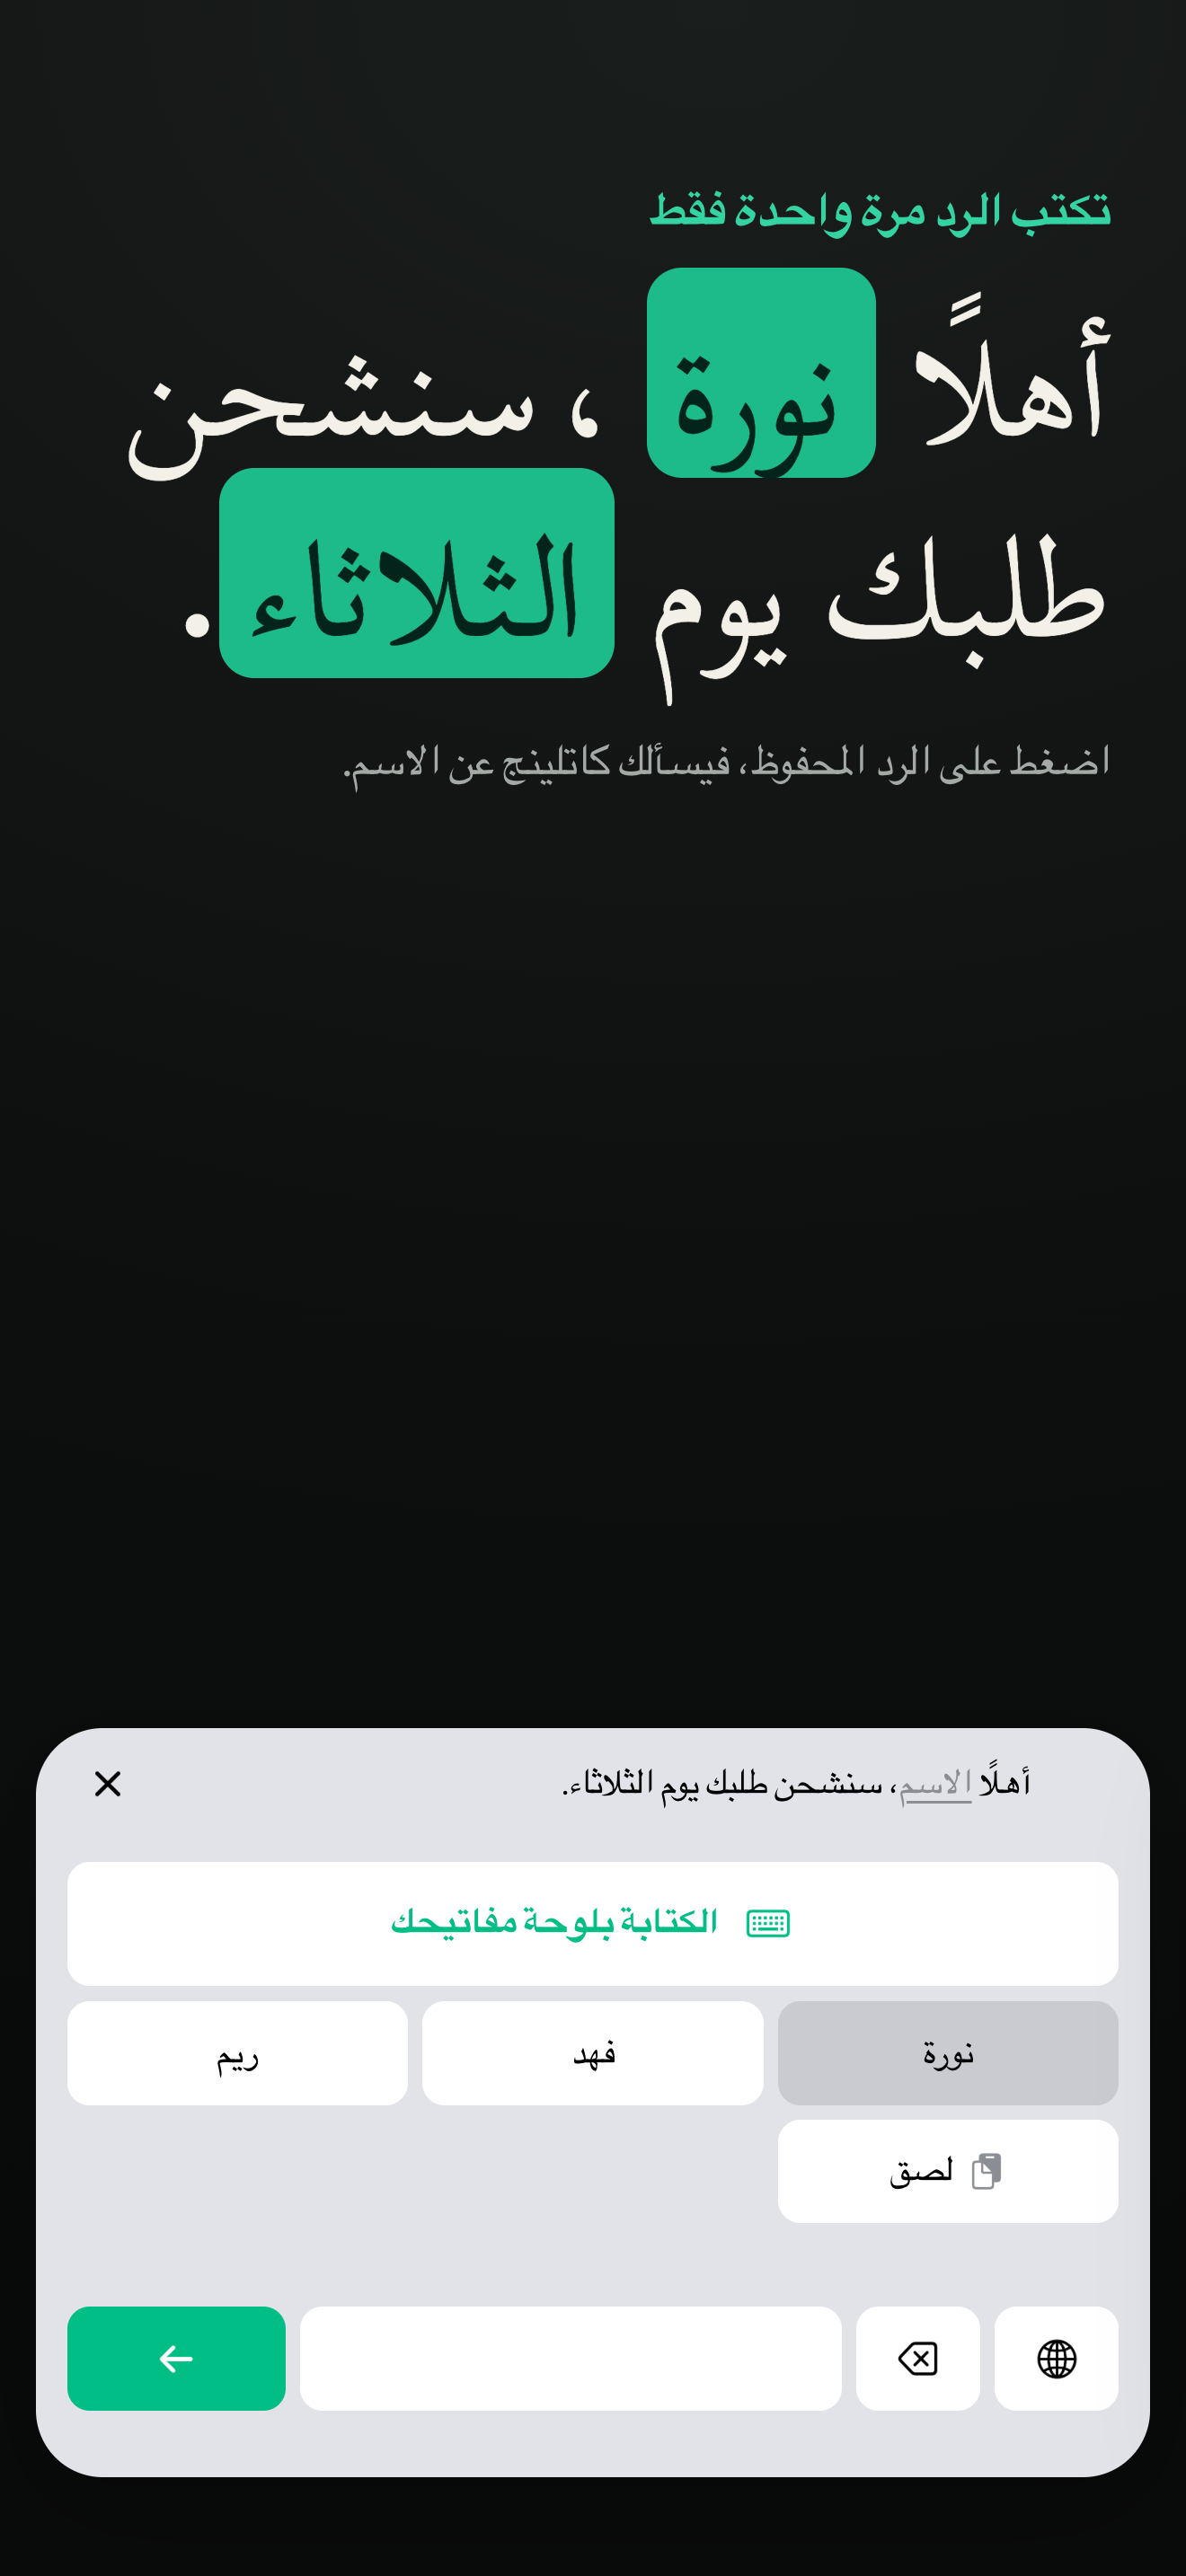 تكتب الرد مرة واحدة فقط
أهلًا نورة ، سنشحن
طلبك يوم الثلاثاء .
اضغط على الرد المحفوظ، فيسألك كاتلينج عن الاسم.
أهلًا الاسم، سنشحن طلبك يوم الثلاثاء.
الكتابة بلوحة مفاتيحك
نورة فهد ريم
لصق